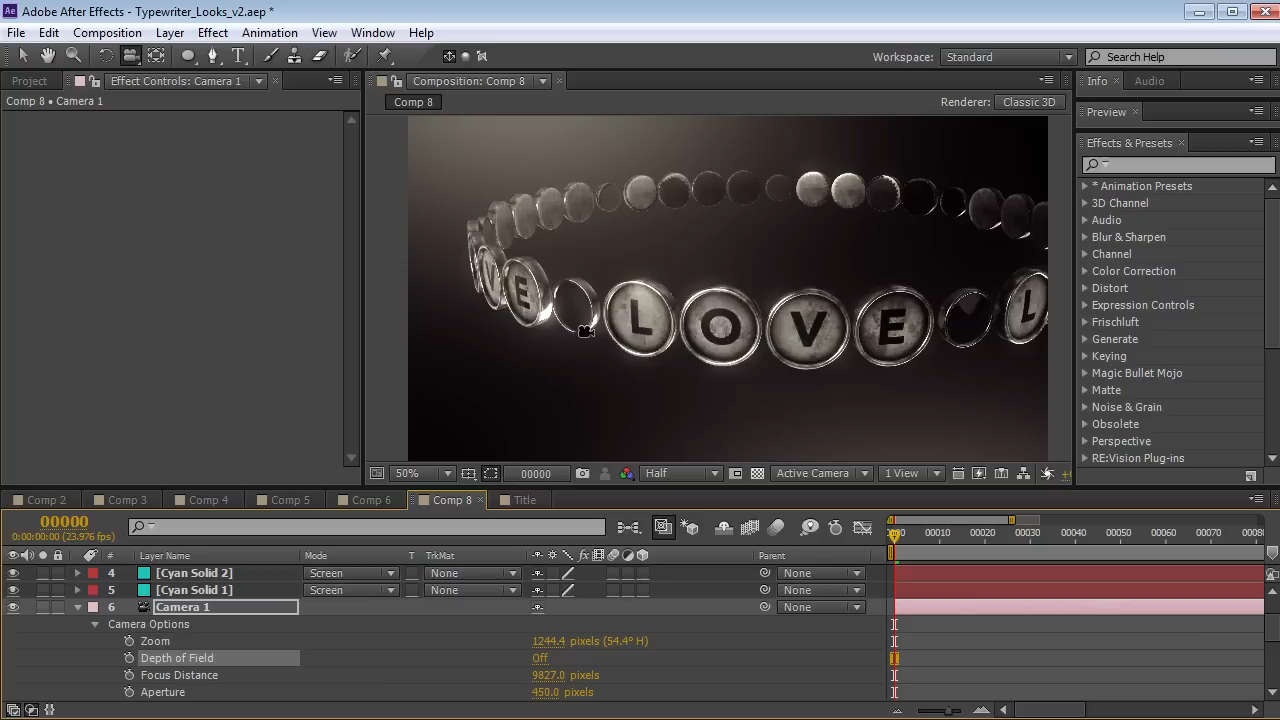 Adobe After Effects - Typewriter_Looks_v2.aep *
File Edit Composition Layer Effect Animation View Window Help
Workspace: Standard Search Help
Project Effect Controls: Camera 1 Composition: Comp 8 Info Audio
Comp 8 • Camera 1 Comp 8 Renderer: Classic 3D
Preview
Effects & Presets
* Animation Presets
3D Channel
Audio
Blur & Sharpen
Channel
Color Correction
Distort
Expression Controls
Frischluft
Generate
Keying
Magic Bullet Mojo
Matte
Noise & Grain
Obsolete
Perspective
RE:Vision Plug-ins
V E L O V E L
50% 00000 Half Active Camera 1 View
Comp 2 Comp 3 Comp 4 Comp 5 Comp 6 Comp 8 Title
00000
0:00:00:00 (23.976 fps)
00010 00020 00030 00040 00050 00060 00070
# Layer Name Mode T TrkMat Parent
4 [Cyan Solid 2] Screen None None
5 [Cyan Solid 1] Screen None None
6 Camera 1 None
Camera Options
Zoom 1244.4 pixels (54.4° H)
Depth of Field Off
Focus Distance 9827.0 pixels
Aperture 450.0 pixels